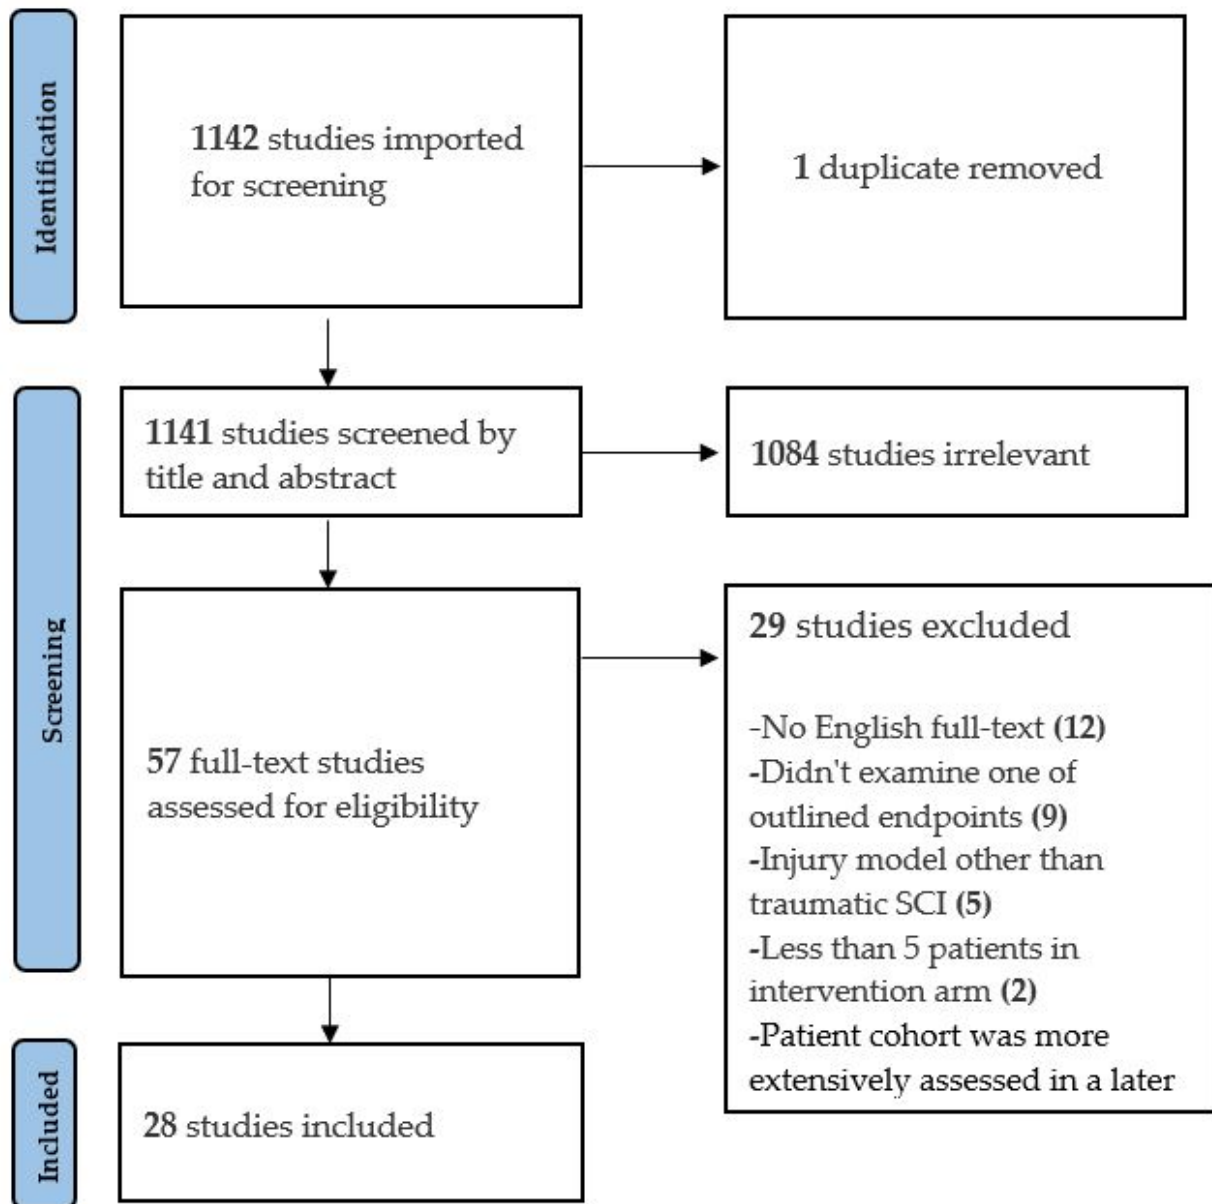 Identification
1142 studies imported
for screening
1 duplicate removed
Screening
1141 studies screened by
title and abstract
1084 studies irrelevant
57 full-text studies
assessed for eligibility
29 studies excluded
-No English full-text (12)
-Didn't examine one of
outlined endpoints (9)
-Injury model other than
traumatic SCI (5)
-Less than 5 patients in
intervention arm (2)
-Patient cohort was more
extensively assessed in a later
Included
28 studies included